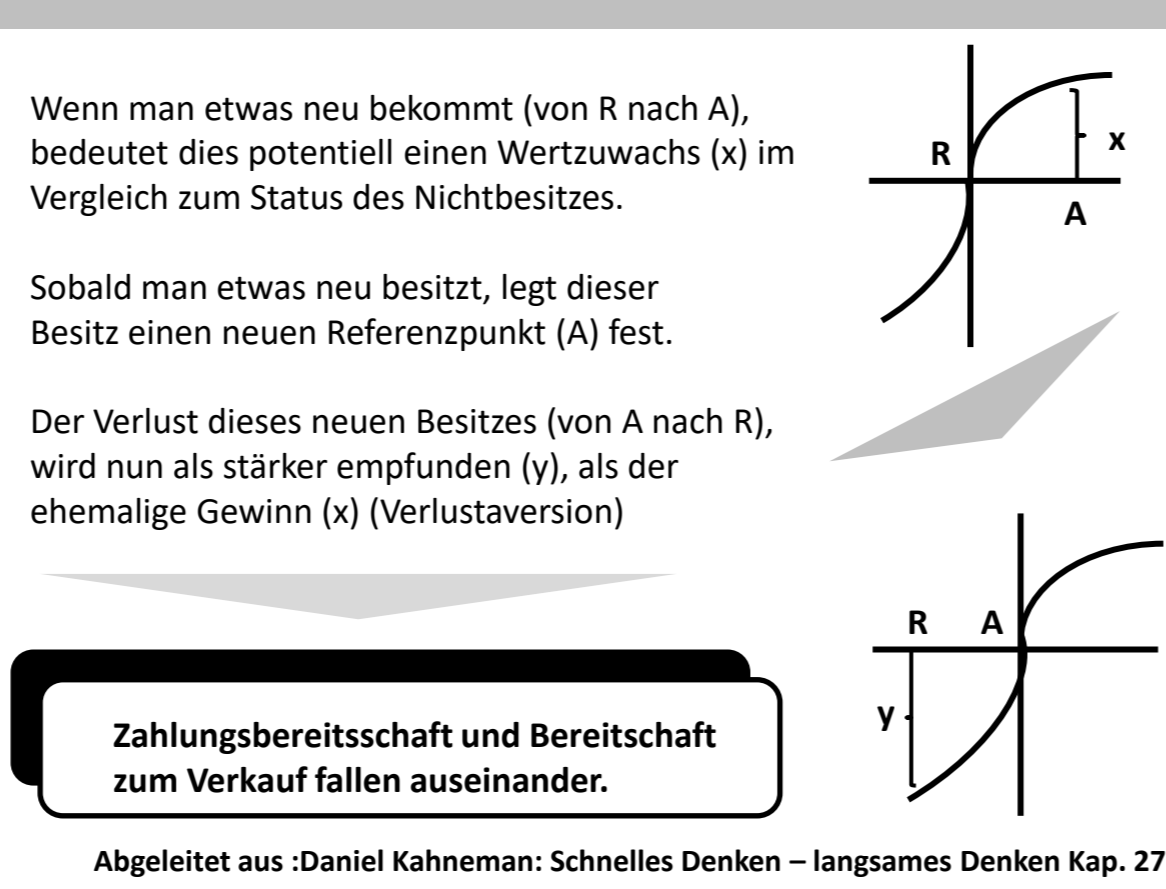 Wenn man etwas neu bekommt (von R nach A),
bedeutet dies potentiell einen Wertzuwachs (x) im
Vergleich zum Status des Nichtbesitzes.
Sobald man etwas neu besitzt, legt dieser
Besitz einen neuen Referenzpunkt (A) fest.
Der Verlust dieses neuen Besitzes (von A nach R),
wird nun als stärker empfunden (y), als der
ehemalige Gewinn (x) (Verlustaversion)
Zahlungsbereitsschaft und Bereitschaft
zum Verkauf fallen auseinander.
R
x
A
R
A
y
Abgeleitet aus :Daniel Kahneman: Schnelles Denken – langsames Denken Kap. 27